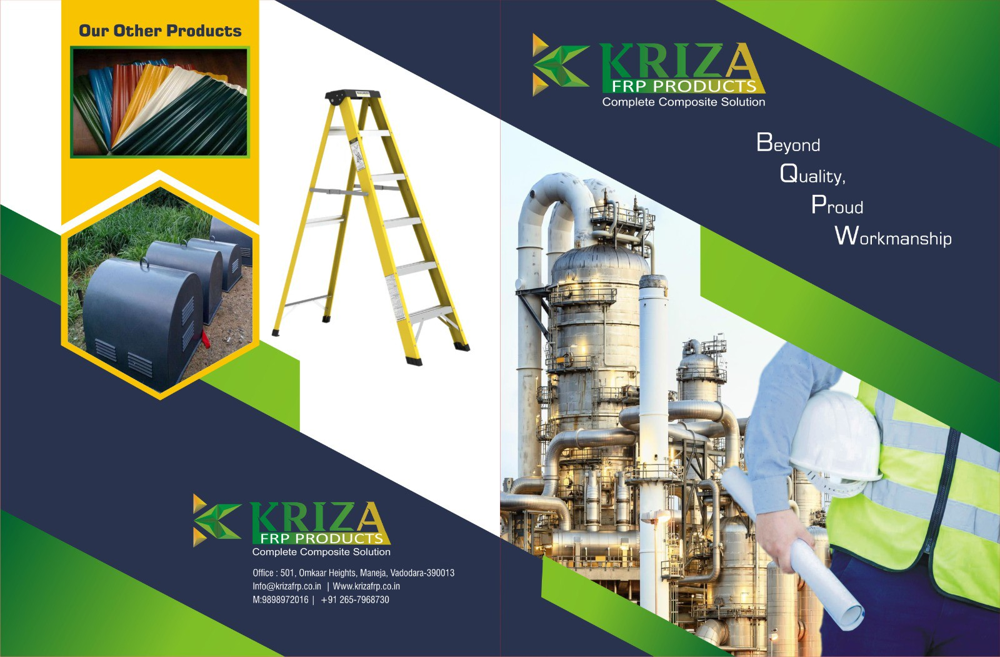 Our Other Products
KRIZA
FRP PRODUCTS
Complete Composite Solution
Office : 501, Omkaar Heights, Maneja, Vadodara-390013
Info@krizafrp.co.in | Www.krizafrp.co.in
M:9898972016 | +91 265-7968730
KRIZA
FRP PRODUCTS
Complete Composite Solution
Beyond
Quality,
Proud
Workmanship